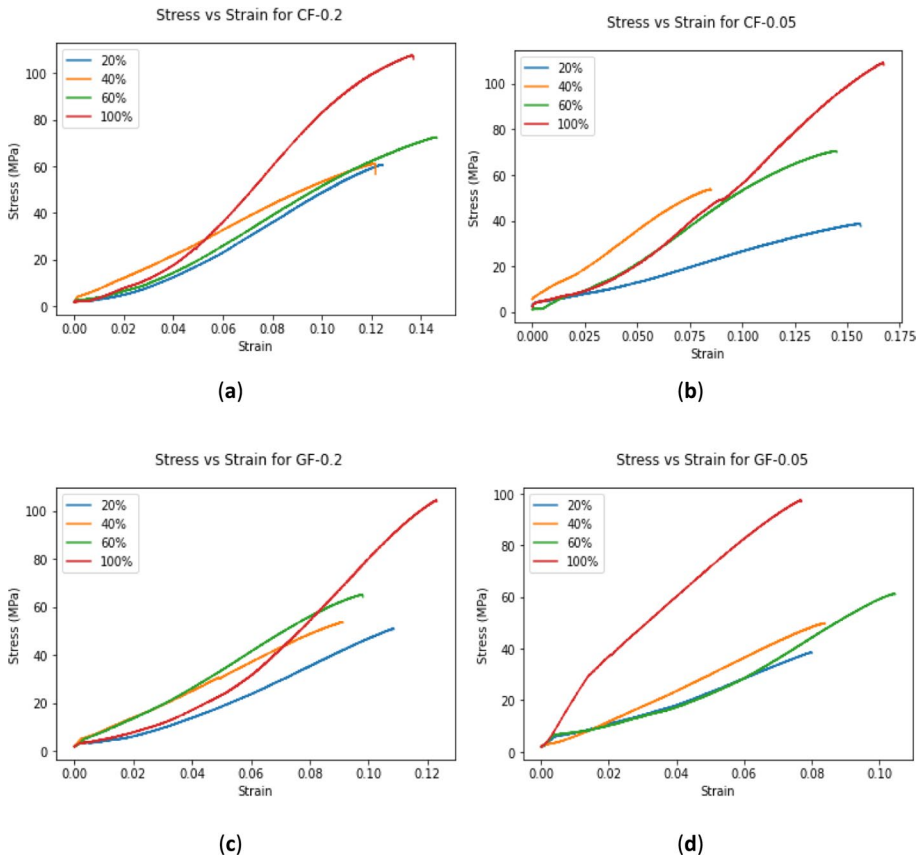 Stress vs Strain for CF-0.2
20%
40%
60%
100%
Stress (MPa)
100
80
60
40
20
0
0.00 0.02 0.04 0.06 0.08 0.10 0.12 0.14
Strain
(a)
Stress vs Strain for CF-0.05
20%
40%
60%
100%
Stress (MPa)
100
80
60
40
20
0
0.000 0.025 0.050 0.075 0.100 0.125 0.150 0.175
Strain
(b)
Stress vs Strain for GF-0.2
20%
40%
60%
100%
Stress (MPa)
100
80
60
40
20
0
0.00 0.02 0.04 0.06 0.08 0.10 0.12
Strain
(c)
Stress vs Strain for GF-0.05
20%
40%
60%
100%
Stress (MPa)
100
80
60
40
20
0
0.00 0.02 0.04 0.06 0.08 0.10
Strain
(d)